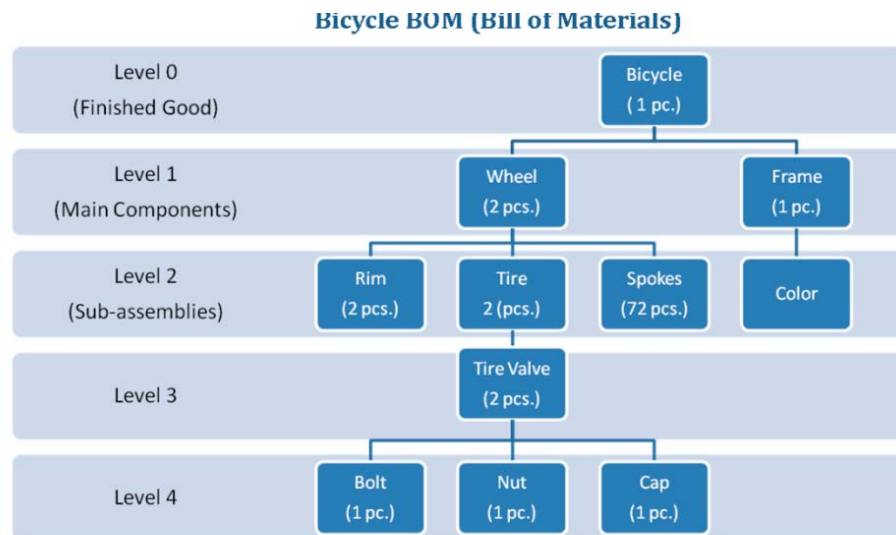 Bicycle BOM (Bill of Materials)
Level 0
(Finished Good)
Bicycle
( 1 pc.)
Level 1
(Main Components)
Wheel
(2 pcs.)
Frame
(1 pc.)
Level 2
(Sub-assemblies)
Rim
(2 pcs.)
Tire
2 (pcs.)
Spokes
(72 pcs.)
Color
Level 3
Tire Valve
(2 pcs.)
Level 4
Bolt
(1 pc.)
Nut
(1 pc.)
Cap
(1 pc.)